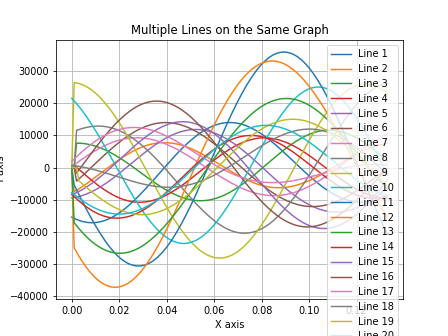 Multiple Lines on the Same Graph
30000
20000
10000
0
−10000
−20000
−30000
−40000
0.00
0.02
0.04
0.06
0.08
0.10
X axis
axis
Line 1
Line 2
Line 3
Line 4
Line 5
Line 6
Line 7
Line 8
Line 9
Line 10
Line 11
Line 12
Line 13
Line 14
Line 15
Line 16
Line 17
Line 18
Line 19
Line 20